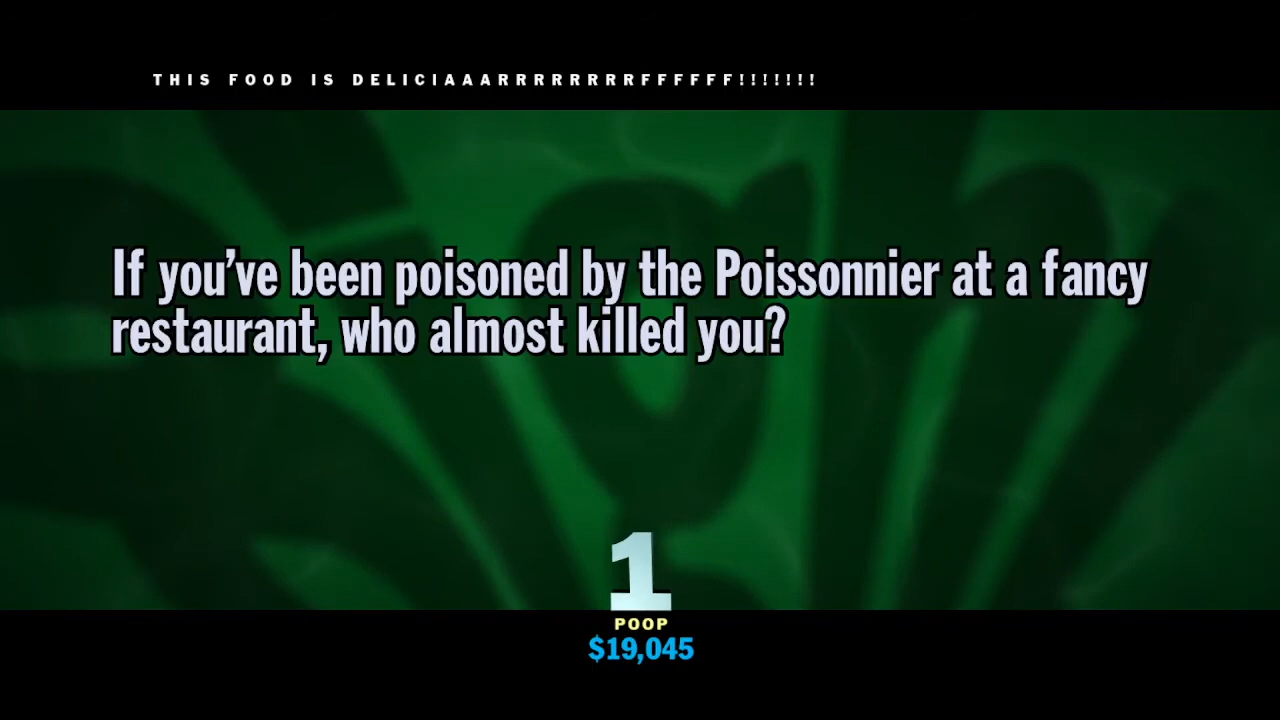 THIS FOOD IS DELICIAAARRRRRRRRFFFFFF!!!!!!!
If you've been poisoned by the Poissonnier at a fancy
restaurant, who almost killed you?
1
POOP
$19,045